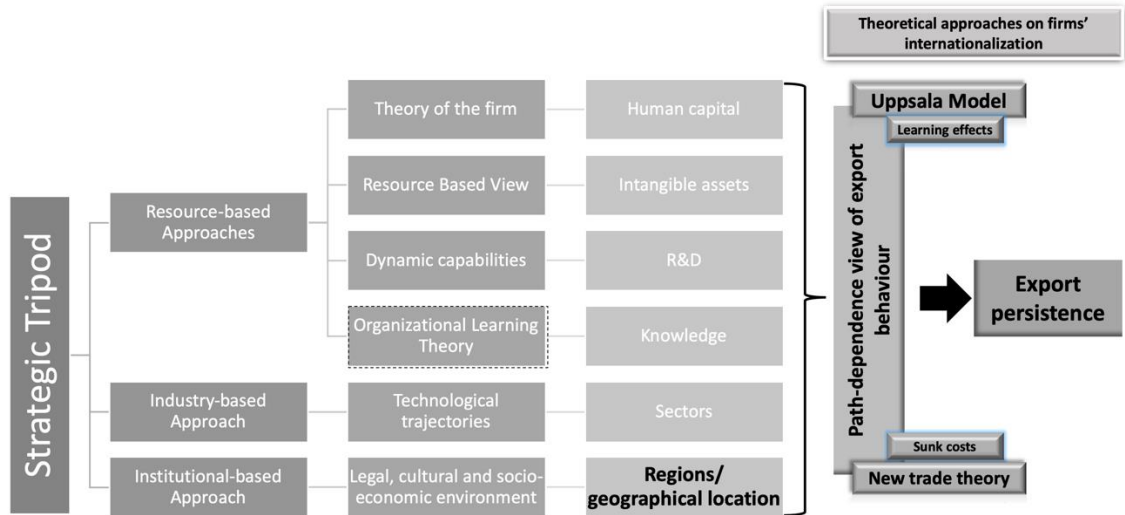 Theoretical approaches on firms'
internationalization
Strategic Tripod
Resource-based
Approaches
Theory of the firm
Human capital
Resource Based View
Intangible assets
Dynamic capabilities
R&D
Organizational Learning
Theory
Knowledge
Industry-based
Approach
Technological
trajectories
Sectors
Institutional-based
Approach
Legal, cultural and socio-
economic environment
Regions/
geographical location
Uppsala Model
Learning effects
Path-dependence view of export
behaviour
Sunk costs
New trade theory
Export
persistence